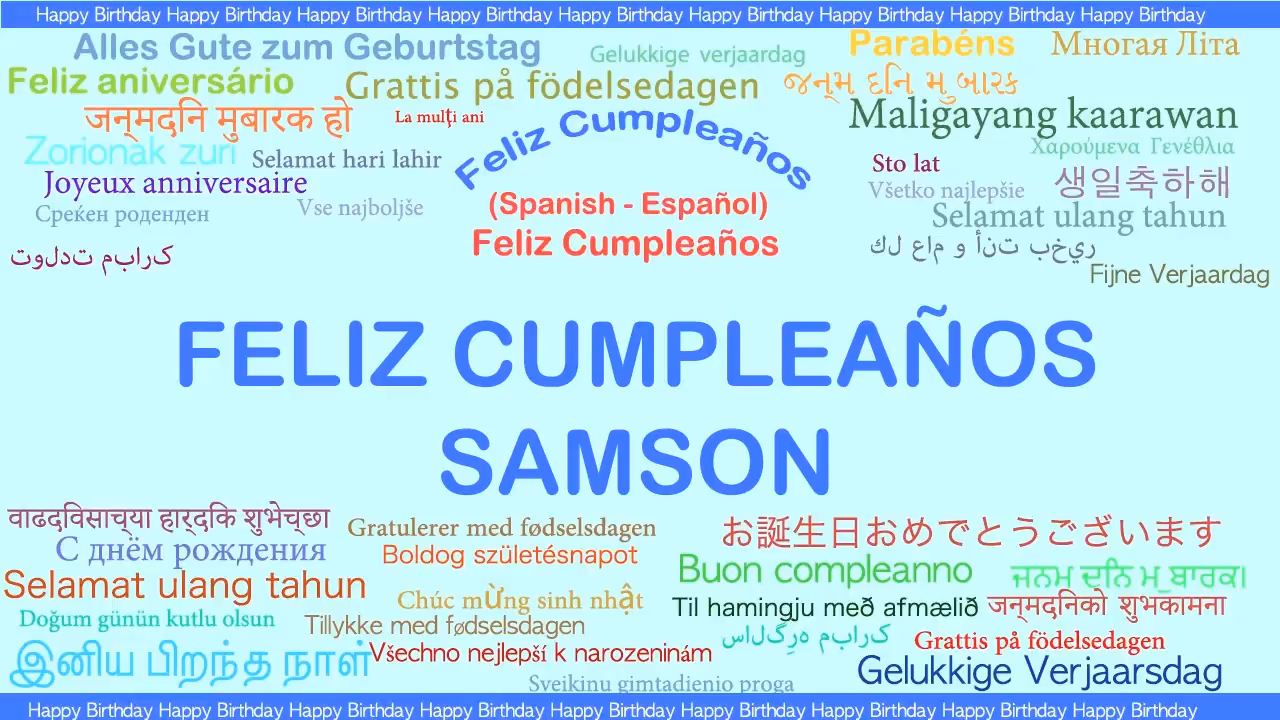 Happy Birthday Happy Birthday Happy Birthday Happy Birthday Happy Birthday Happy Birthday Happy Birthday Happy Birthday Happy Birthday
Alles Gute zum Geburtstag
Gelukkige verjaardag
Parabéns
Многая Літа
Feliz aniversário
Grattis på födelsedagen
જન્મ દનિ મુબારક
जन्मदनि मुबारक हो
La mulţi ani
Feliz Cumpleaños
Maligayang kaarawan
Zorionak zuri
Selamat hari lahir
Χαρούμενα Γενέθλια
Sto lat
Joyeux anniversaire
Všetko najlepšie
생일축하해
Среќен роденден
Vse najboljše
(Spanish - Español)
Selamat ulang tahun
Feliz Cumpleaños
تولدت مبارک
كل عام و أنت بخير
Fijne Verjaardag
FELIZ CUMPLEAÑOS
SAMSON
वाढदविसाच्या हार्दकि शुभेच्छा
Gratulerer med fødselsdagen
お誕生日おめでとうございます
С днём рождения
Boldog születésnapot
Buon compleanno
ਜਨਮ ਦਨਿ ਮੁਬਾਰਕ।
Selamat ulang tahun
Chúc mừng sinh nhật
Til hamingju með afmælið
जन्मदनिको शुभकामना
Doğum günün kutlu olsun
Tillykke med fødselsdagen
سالگرہ مبارک
Grattis på födelsedagen
இனிய பிறந்த நாள்
Všechno nejlepší k narozeninám
Gelukkige Verjaarsdag
Sveikinu gimtadienio proga
Happy Birthday Happy Birthday Happy Birthday Happy Birthday Happy Birthday Happy Birthday Happy Birthday Happy Birthday Happy Birthday